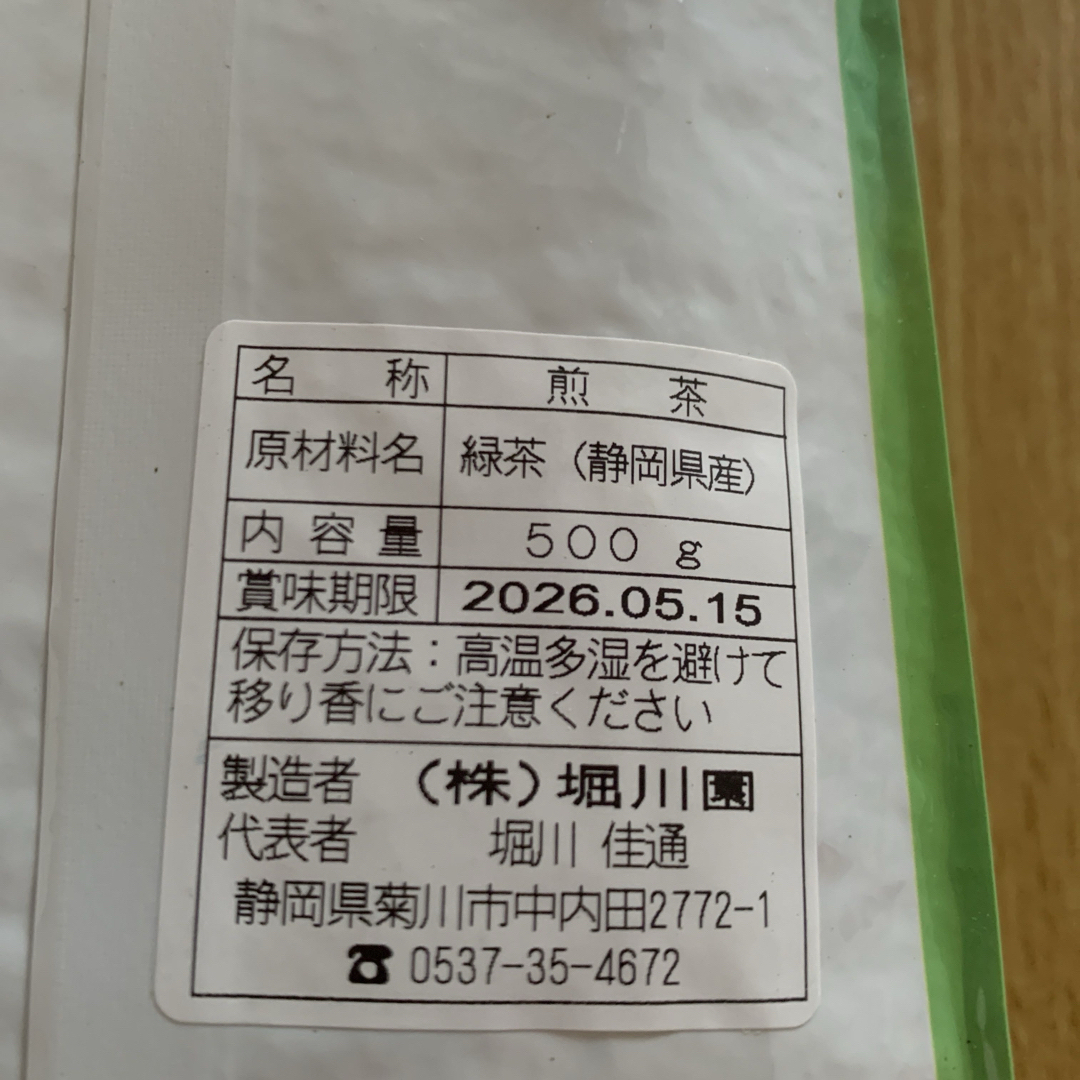 名称 煎茶
原材料名 緑茶（静岡県産）
内容量 ５００ｇ
賞味期限 2026.05.15
保存方法：高温多湿を避けて
移り香にご注意ください
製造者 （株）堀川園
代表者 堀川 佳通
静岡県菊川市中内田2772-1
☎ 0537-35-4672